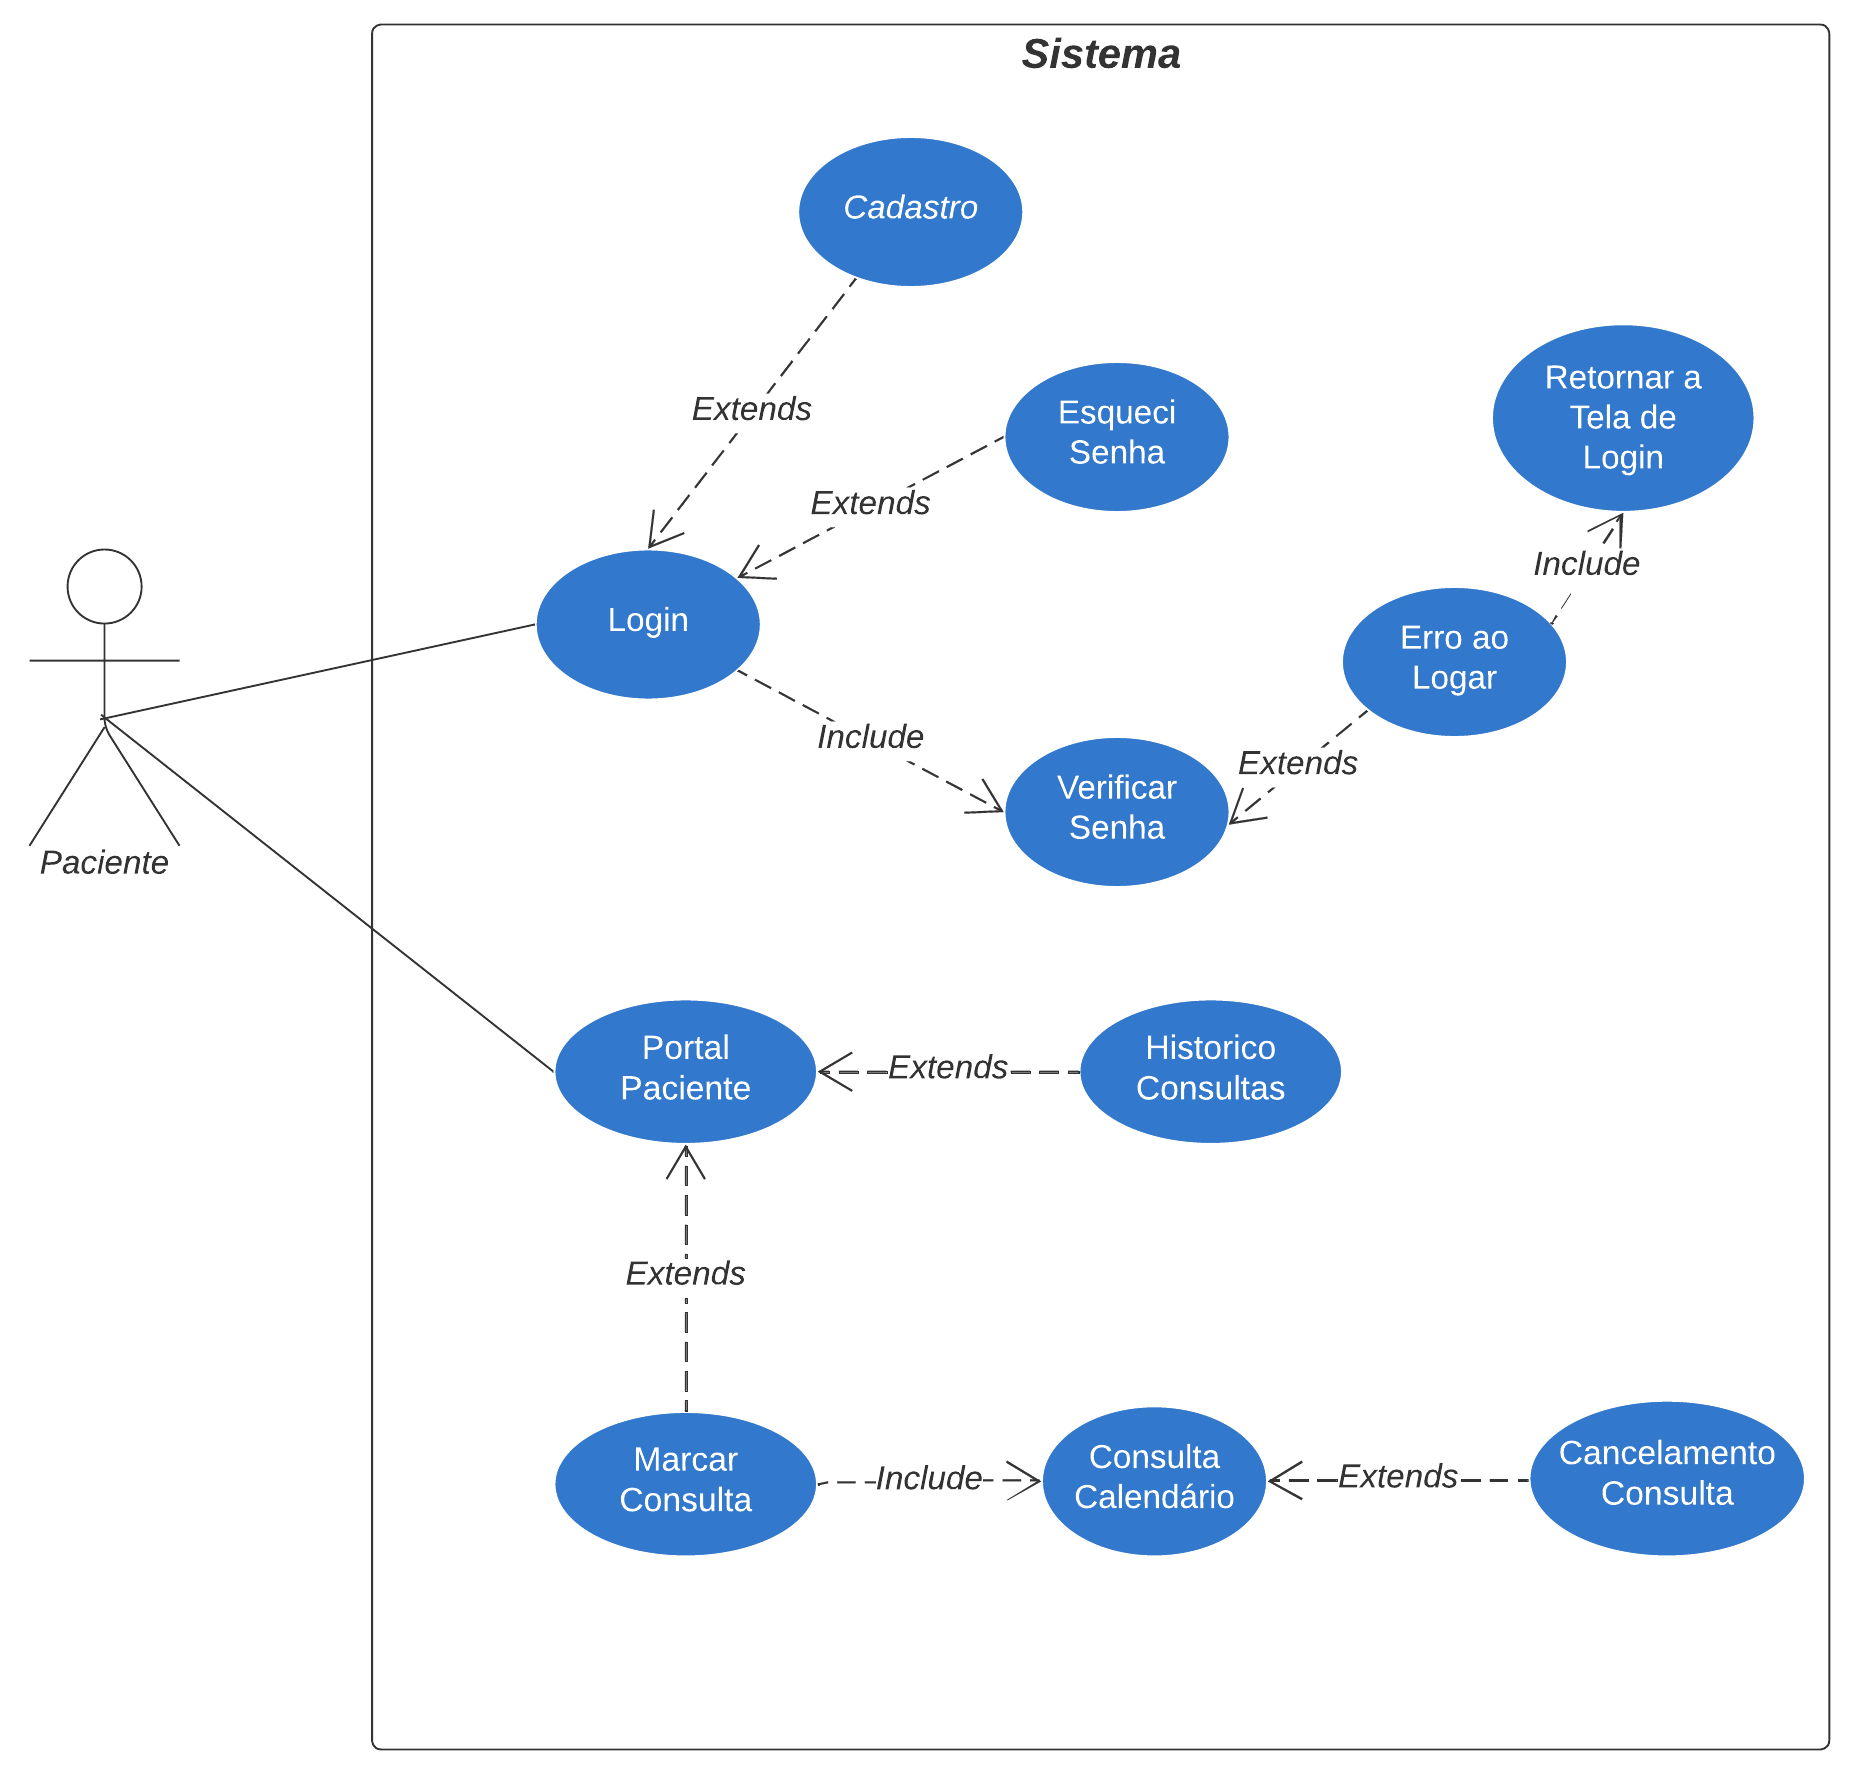 Sistema
Cadastro
Extends
Esqueci
Senha
Extends
Retornar a
Tela de
Login
Include
Login
Erro ao
Logar
Include
Extends
Verificar
Senha
Paciente
Portal
Paciente
Extends
Historico
Consultas
Extends
Marcar
Consulta
Include
Consulta
Calendário
Extends
Cancelamento
Consulta